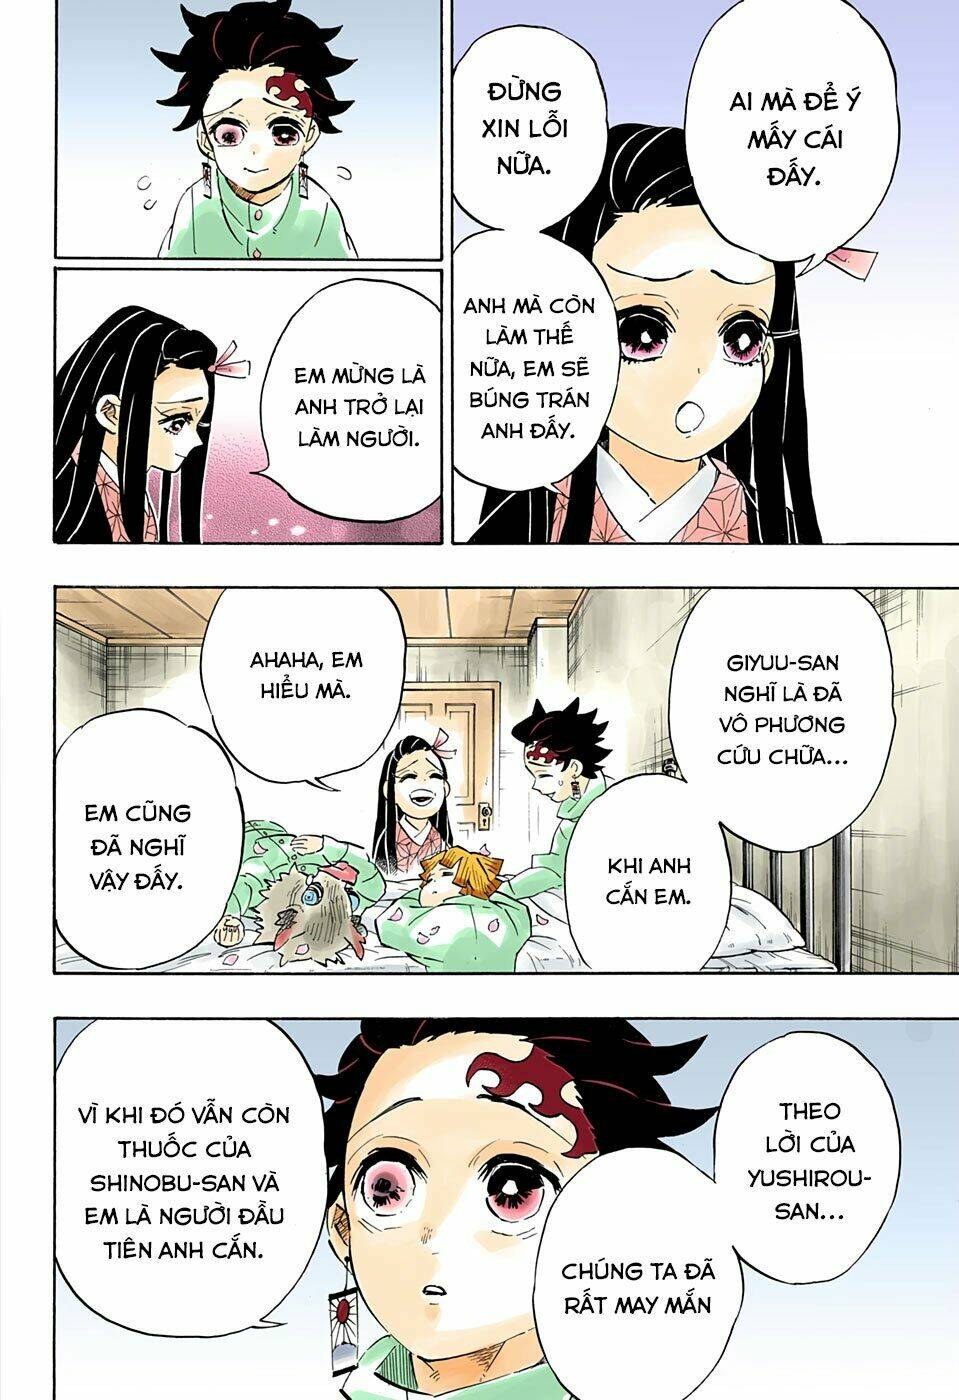 AI MÀ ĐỂ Ý
MẤY CÁI
ĐẤY.
ĐỪNG
XIN LỖI
NỮA.
ANH MÀ CÒN
LÀM THẾ
NỮA, EM SẼ
BÚNG TRÁN
ANH ĐẤY.
EM MỪNG LÀ
ANH TRỞ LẠI
LÀM NGƯỜI.
GIYUU-SAN
NGHĨ LÀ ĐÃ
VÔ PHƯƠNG
CỨU CHỮA...
KHI ANH
CẮN EM.
AHAHA, EM
HIỂU MÀ.
EM CŨNG
ĐÃ NGHĨ
VẬY ĐẤY.
THEO
LỜI CỦA
YUSHIROU-
SAN...
CHÚNG TA ĐÃ
RẤT MAY MẮN
VÌ KHI ĐÓ VẪN CÒN
THUỐC CỦA
SHINOBU-SAN VÀ
EM LÀ NGƯỜI ĐẦU
TIÊN ANH CẮN.